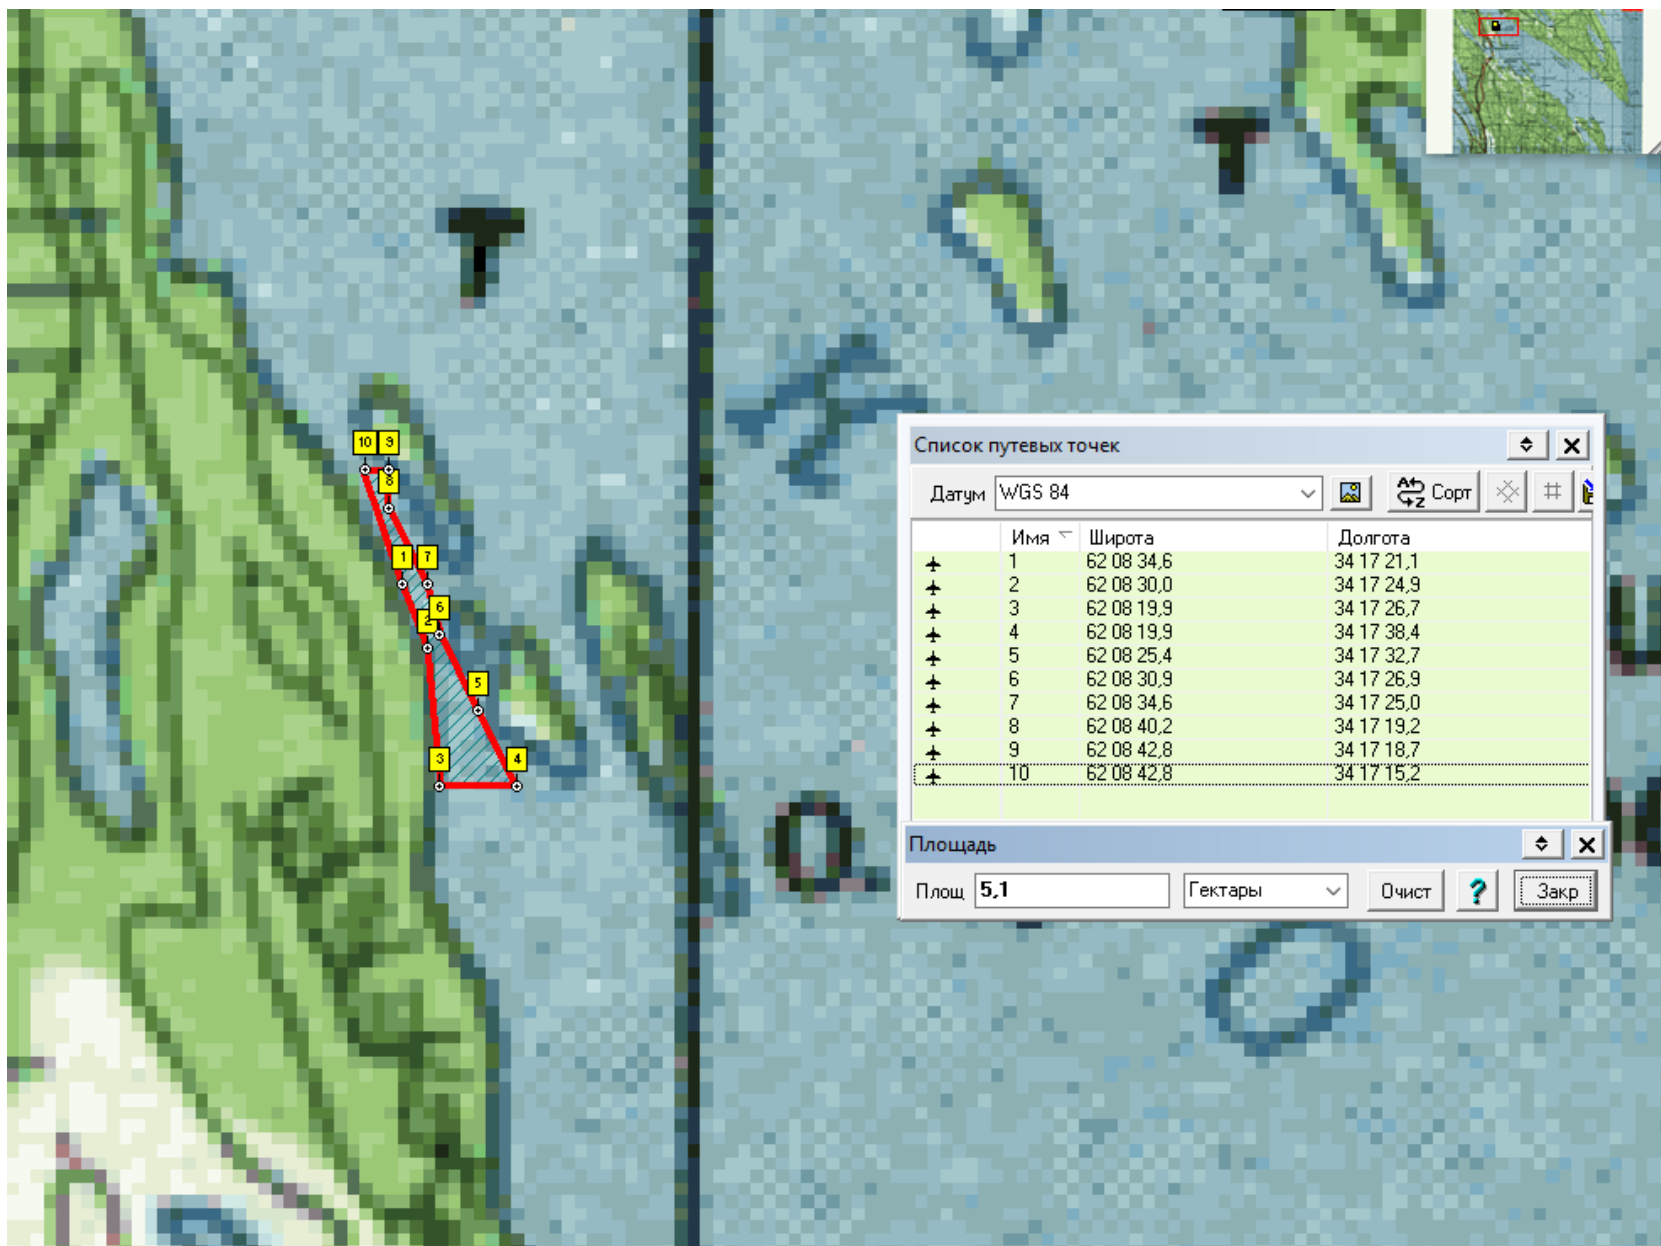 Т
Т
10 9
8
1 7
6
2
5
3 4
Список путевых точек
Датум WGS 84 Сорт
Имя Широта Долгота
1 62 08 34,6 34 17 21,1
2 62 08 30,0 34 17 24,9
3 62 08 19,9 34 17 26,7
4 62 08 19,9 34 17 38,4
5 62 08 25,4 34 17 32,7
6 62 08 30,9 34 17 26,9
7 62 08 34,6 34 17 25,0
8 62 08 40,2 34 17 19,2
9 62 08 42,8 34 17 18,7
10 62 08 42,8 34 17 15,2
Площадь
Площ 5,1 Гектары Очист ? Закр